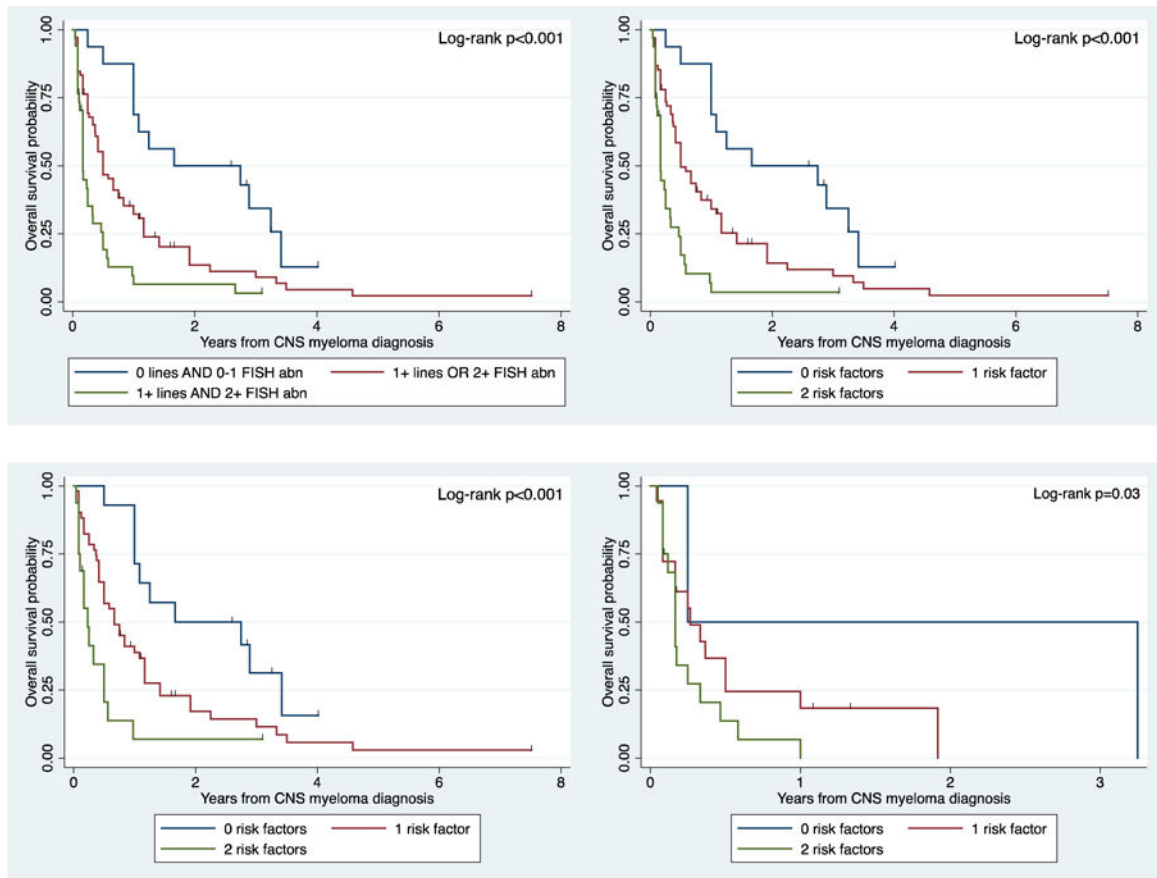 Log-rank p<0.001
Overall survival probability
1.00
0.75
0.50
0.25
0.00
0 2 4 6 8
Years from CNS myeloma diagnosis
0 lines AND 0-1 FISH abn 1+ lines OR 2+ FISH abn
1+ lines AND 2+ FISH abn
Log-rank p<0.001
Overall survival probability
1.00
0.75
0.50
0.25
0.00
0 2 4 6 8
Years from CNS myeloma diagnosis
0 risk factors 1 risk factor
2 risk factors
Log-rank p<0.001
Overall survival probability
1.00
0.75
0.50
0.25
0.00
0 2 4 6 8
Years from CNS myeloma diagnosis
0 risk factors 1 risk factor
2 risk factors
Log-rank p=0.03
Overall survival probability
1.00
0.75
0.50
0.25
0.00
0 1 2 3
Years from CNS myeloma diagnosis
0 risk factors 1 risk factor
2 risk factors